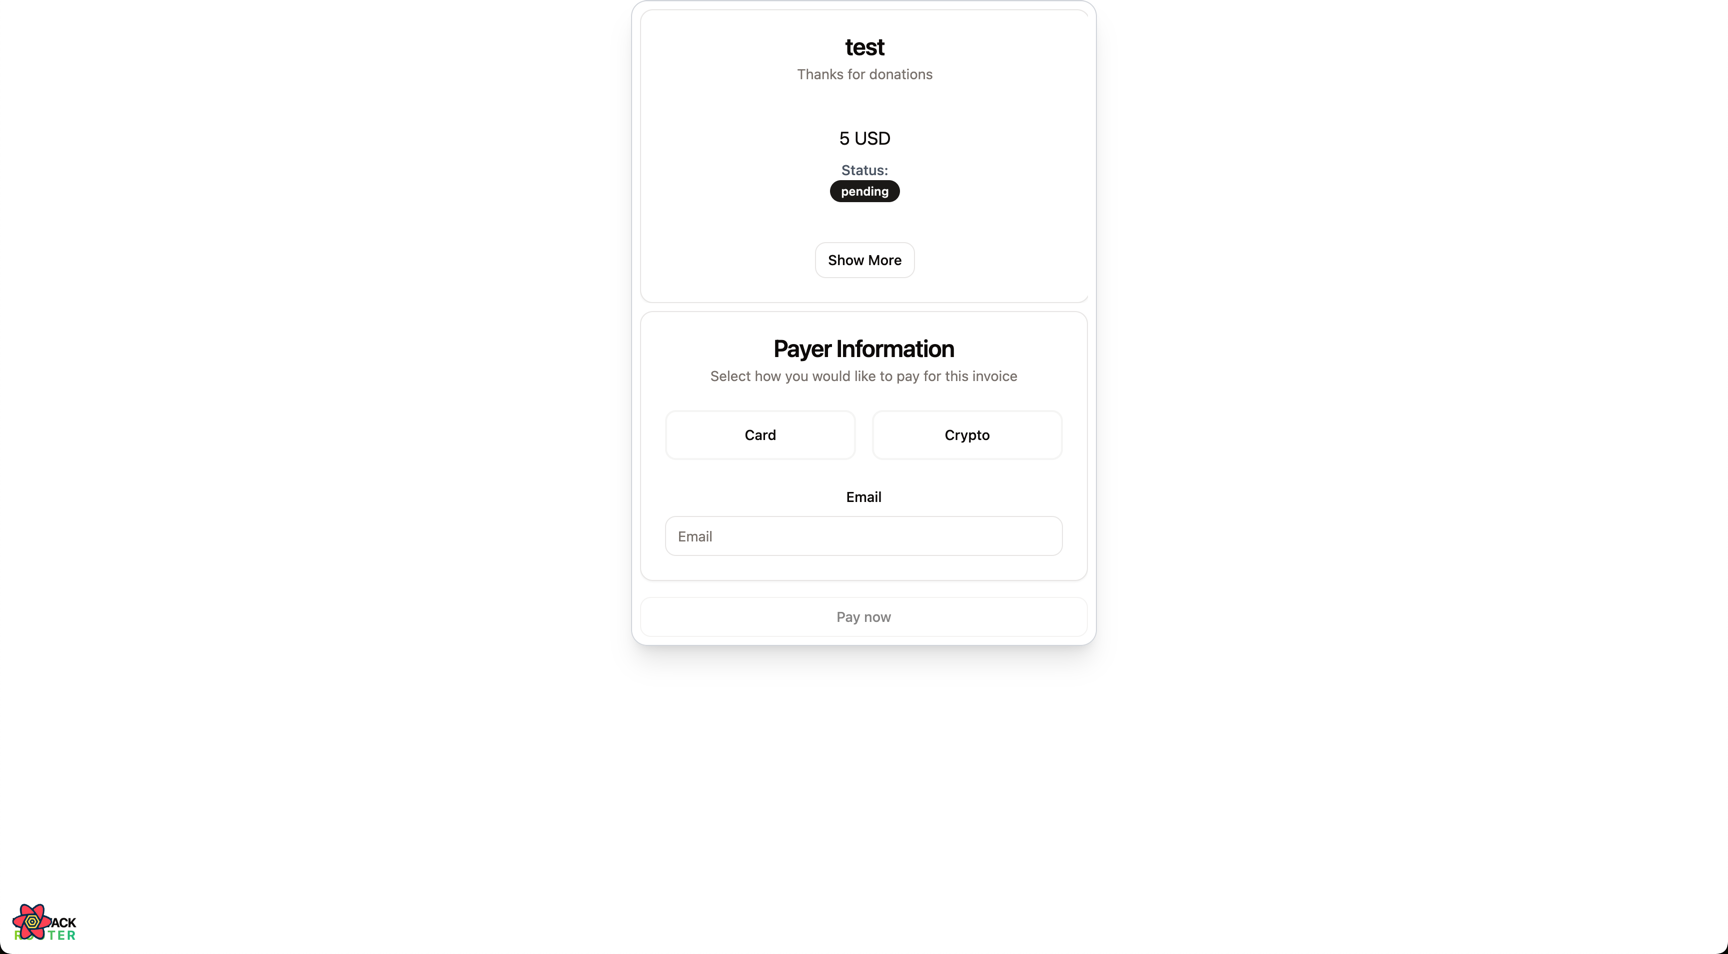 test
Thanks for donations
5 USD
Status:
pending
Show More
Payer Information
Select how you would like to pay for this invoice
Card
Crypto
Email
Email
Pay now
ACK
TER